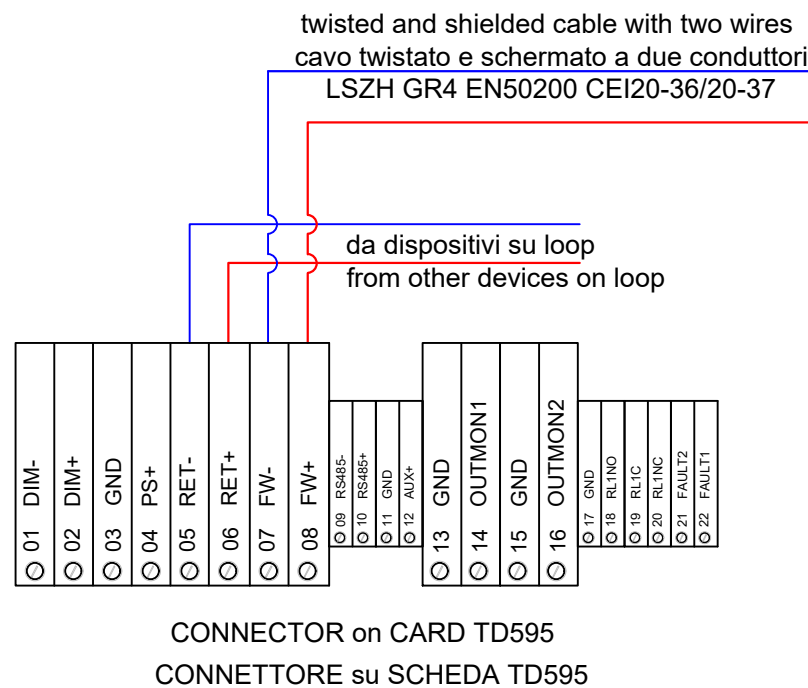 twisted and shielded cable with two wires
cavo twistato e schermato a due conduttori
LSZH GR4 EN50200 CEI20-36/20-37
da dispositivi su loop
from other devices on loop
01 DIM-
02 DIM+
03 GND
04 PS+
05 RET-
06 RET+
07 FW-
08 FW+
09 RS485-
10 RS485+
11 GND
12 AUX+
13 GND
14 OUTMON1
15 GND
16 OUTMON2
17 GND
18 RL1NO
19 RL1C
20 RL1NC
21 FAULT2
22 FAULT1
CONNECTOR on CARD TD595
CONNETTORE su SCHEDA TD595